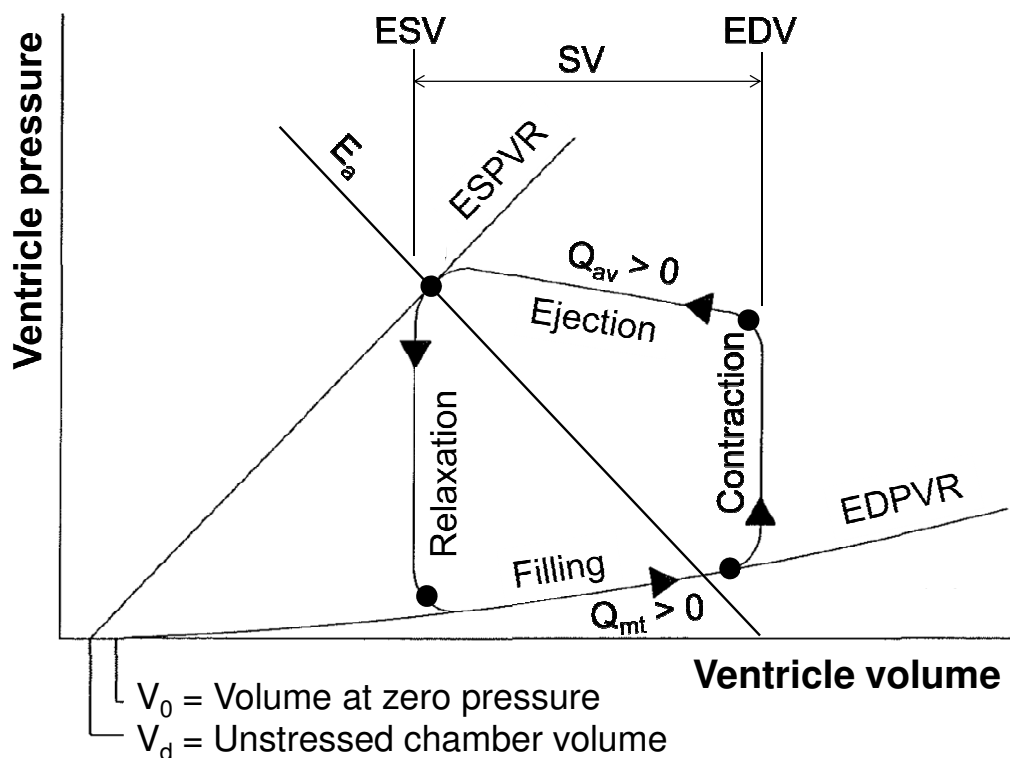 ESV
EDV
SV
Ventricle pressure
Eₐ
ESPVR
Qav > 0
Ejection
Relaxation
Contraction
EDPVR
Filling
Qmt > 0
Ventricle volume
V0 = Volume at zero pressure
Vd = Unstressed chamber volume